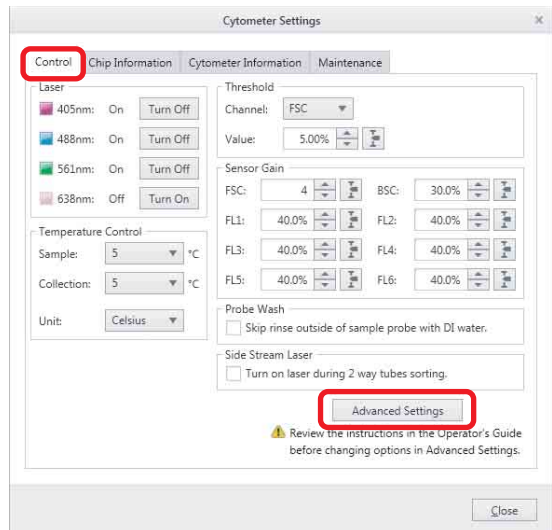 Cytometer Settings
Control Chip Information Cytometer Information Maintenance
Laser
405nm: On Turn Off
488nm: On Turn Off
561nm: On Turn Off
638nm: Off Turn On
Temperature Control
Sample: 5 °C
Collection: 5 °C
Unit: Celsius
Threshold
Channel: FSC
Value: 5.00%
Sensor Gain
FSC: 4 BSC: 30.0%
FL1: 40.0% FL2: 40.0%
FL3: 40.0% FL4: 40.0%
FL5: 40.0% FL6: 40.0%
Probe Wash
Skip rinse outside of sample probe with DI water.
Side Stream Laser
Turn on laser during 2 way tubes sorting.
Advanced Settings
Review the instructions in the Operator's Guide
before changing options in Advanced Settings.
Close